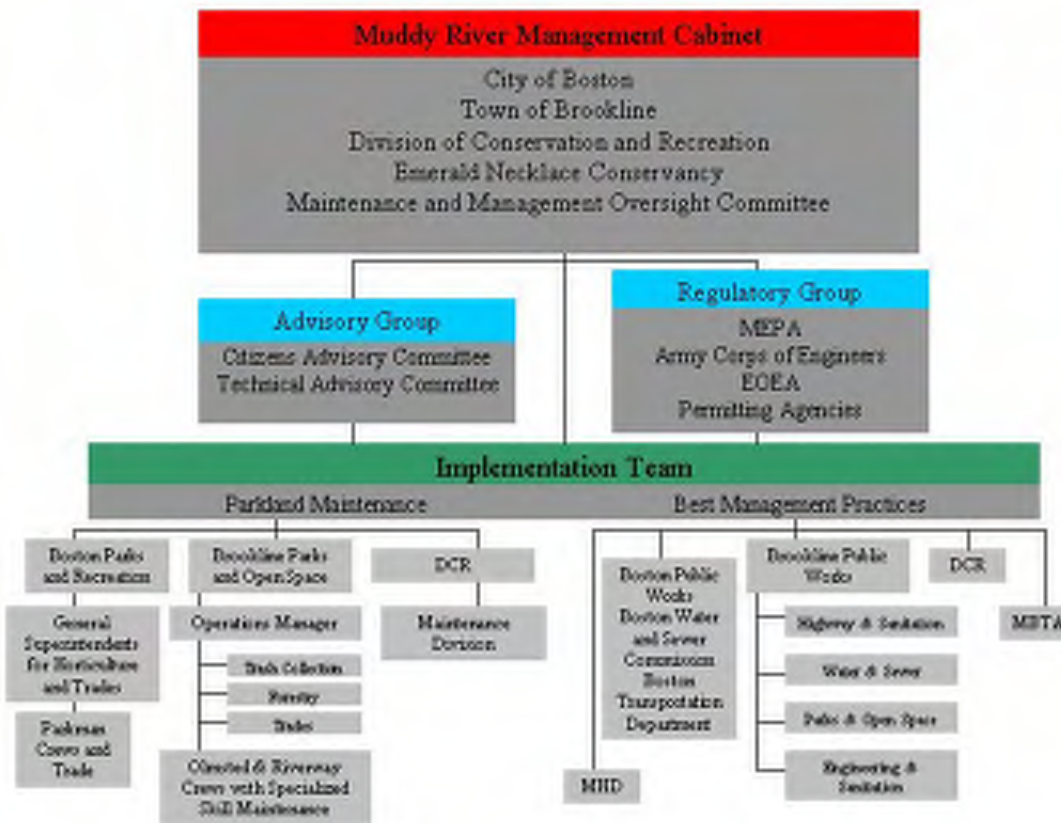 Muddy River Management Cabinet
City of Boston
Town of Brookline
Division of Conservation and Recreation
Emerald Necklace Conservancy
Maintenance and Management Oversight Committee
Advisory Group
Citizens Advisory Committee
Technical Advisory Committee
Regulatory Group
MEPA
Army Corps of Engineers
EOEA
Permitting Agencies
Implementation Team
Parkland Maintenance
Best Management Practices
Boston Parks
and Recreation
General
Superintendents
for Horticulture
and Trades
Parkman
Crews and
Trade
Brookline Parks
and Open Space
Operations Manager
Trash Collection
Forestry
Trades
Olmsted & Riverway
Crews with Specialized
Skill Maintenance
DCR
Maintenance
Division
MHD
Boston Public
Works
Boston Water
and Sewer
Commission
Boston
Transportation
Department
Brookline Public
Works
Highway & Sanitation
Water & Sewer
Parks & Open Space
Engineering &
Sanitation
DCR
MBTA